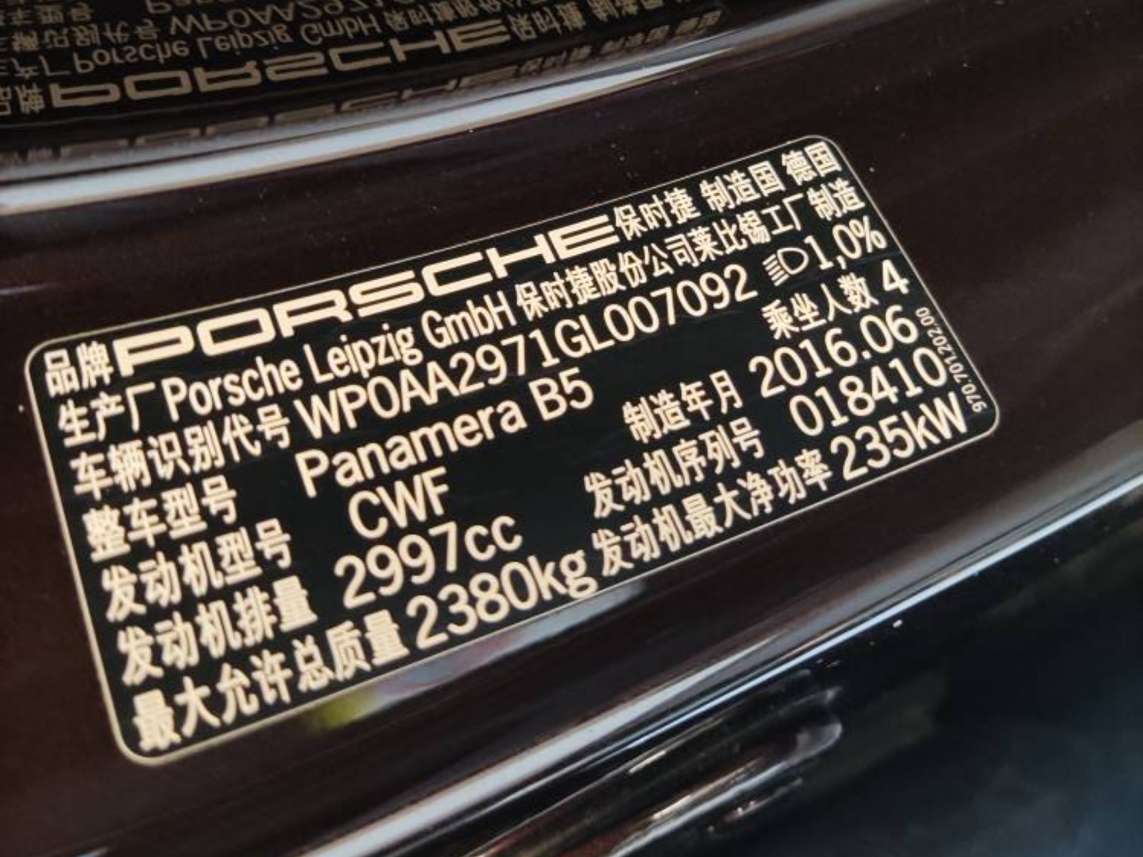 品牌 PORSCHE 保时捷 制造国 德国
生产厂 Porsche Leipzig GmbH 保时捷股份公司莱比锡工厂制造
车辆识别代号 WP0AA2971GL007092 1,0%
整车型号 Panamera B5 乘坐人数 4
发动机型号 CWF 制造年月 2016.06
发动机排量 2997cc 发动机序列号 018410
最大允许总质量 2380kg 发动机最大净功率 235kW
970.701.202.00